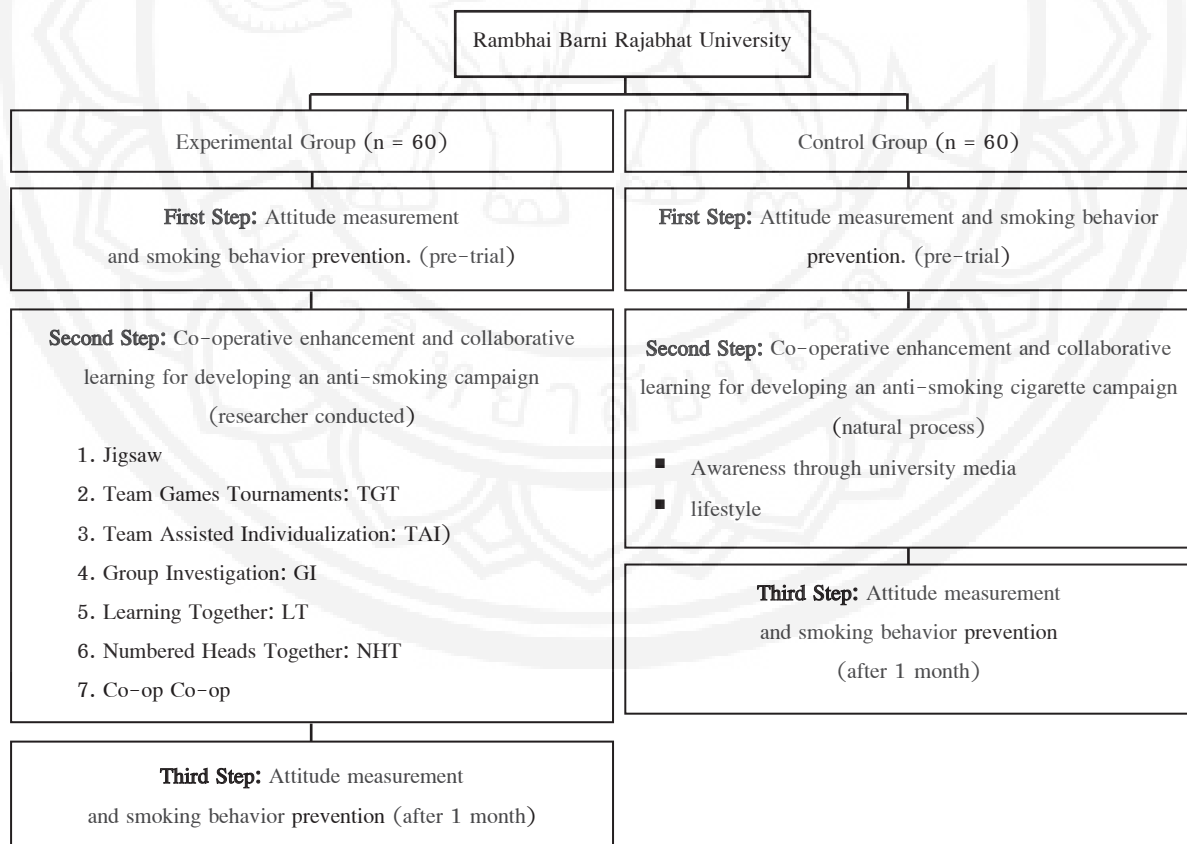 Rambhai Barni Rajabhat University
Experimental Group (n = 60)
Control Group (n = 60)
First Step: Attitude measurement
and smoking behavior prevention. (pre-trial)
First Step: Attitude measurement and smoking behavior
prevention. (pre-trial)
Second Step: Co-operative enhancement and collaborative
learning for developing an anti-smoking campaign
(researcher conducted)
1. Jigsaw
2. Team Games Tournaments: TGT
3. Team Assisted Individualization: TAI)
4. Group Investigation: GI
5. Learning Together: LT
6. Numbered Heads Together: NHT
7. Co-op Co-op
Second Step: Co-operative enhancement and collaborative
learning for developing an anti-smoking cigarette campaign
(natural process)
▪ Awareness through university media
▪ lifestyle
Third Step: Attitude measurement
and smoking behavior prevention
(after 1 month)
Third Step: Attitude measurement
and smoking behavior prevention (after 1 month)